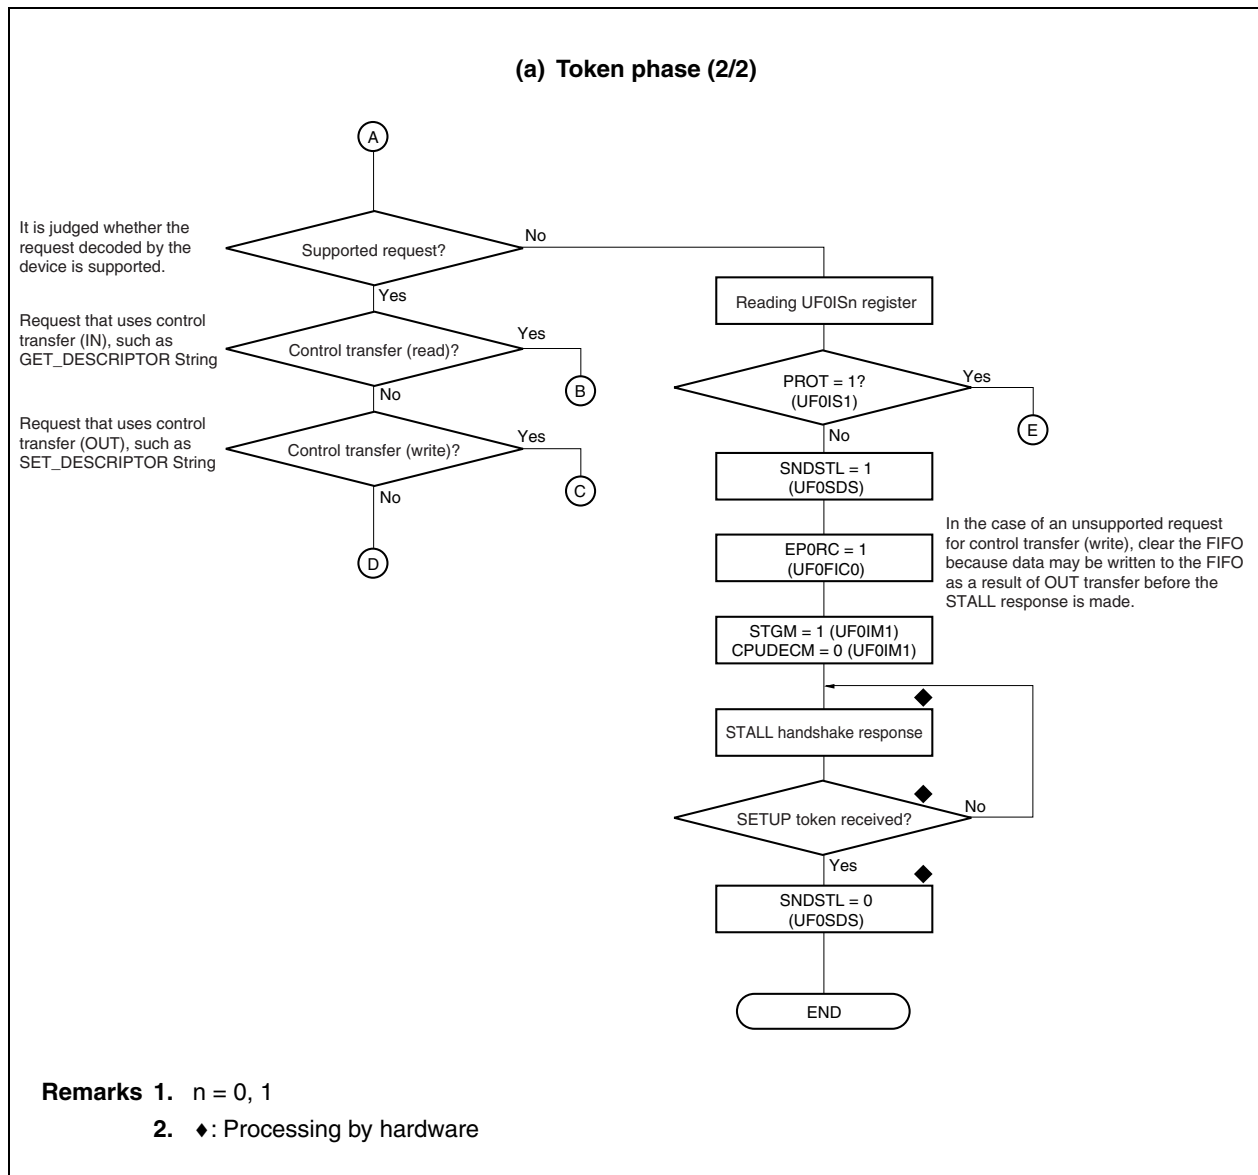 (a) Token phase (2/2)
A
It is judged whether the
request decoded by the
device is supported.
Supported request?
No
Yes
Reading UF0ISn register
Request that uses control
transfer (IN), such as
GET_DESCRIPTOR String
Control transfer (read)?
Yes
B
No
PROT = 1?
(UF0IS1)
Yes
E
No
Request that uses control
transfer (OUT), such as
SET_DESCRIPTOR String
Control transfer (write)?
Yes
C
No
D
SNDSTL = 1
(UF0SDS)
EP0RC = 1
(UF0FIC0)
In the case of an unsupported request
for control transfer (write), clear the FIFO
because data may be written to the FIFO
as a result of OUT transfer before the
STALL response is made.
STGM = 1 (UF0IM1)
CPUDECM = 0 (UF0IM1)
STALL handshake response
SETUP token received?
No
Yes
SNDSTL = 0
(UF0SDS)
END
Remarks 1. n = 0, 1
2. ♦: Processing by hardware